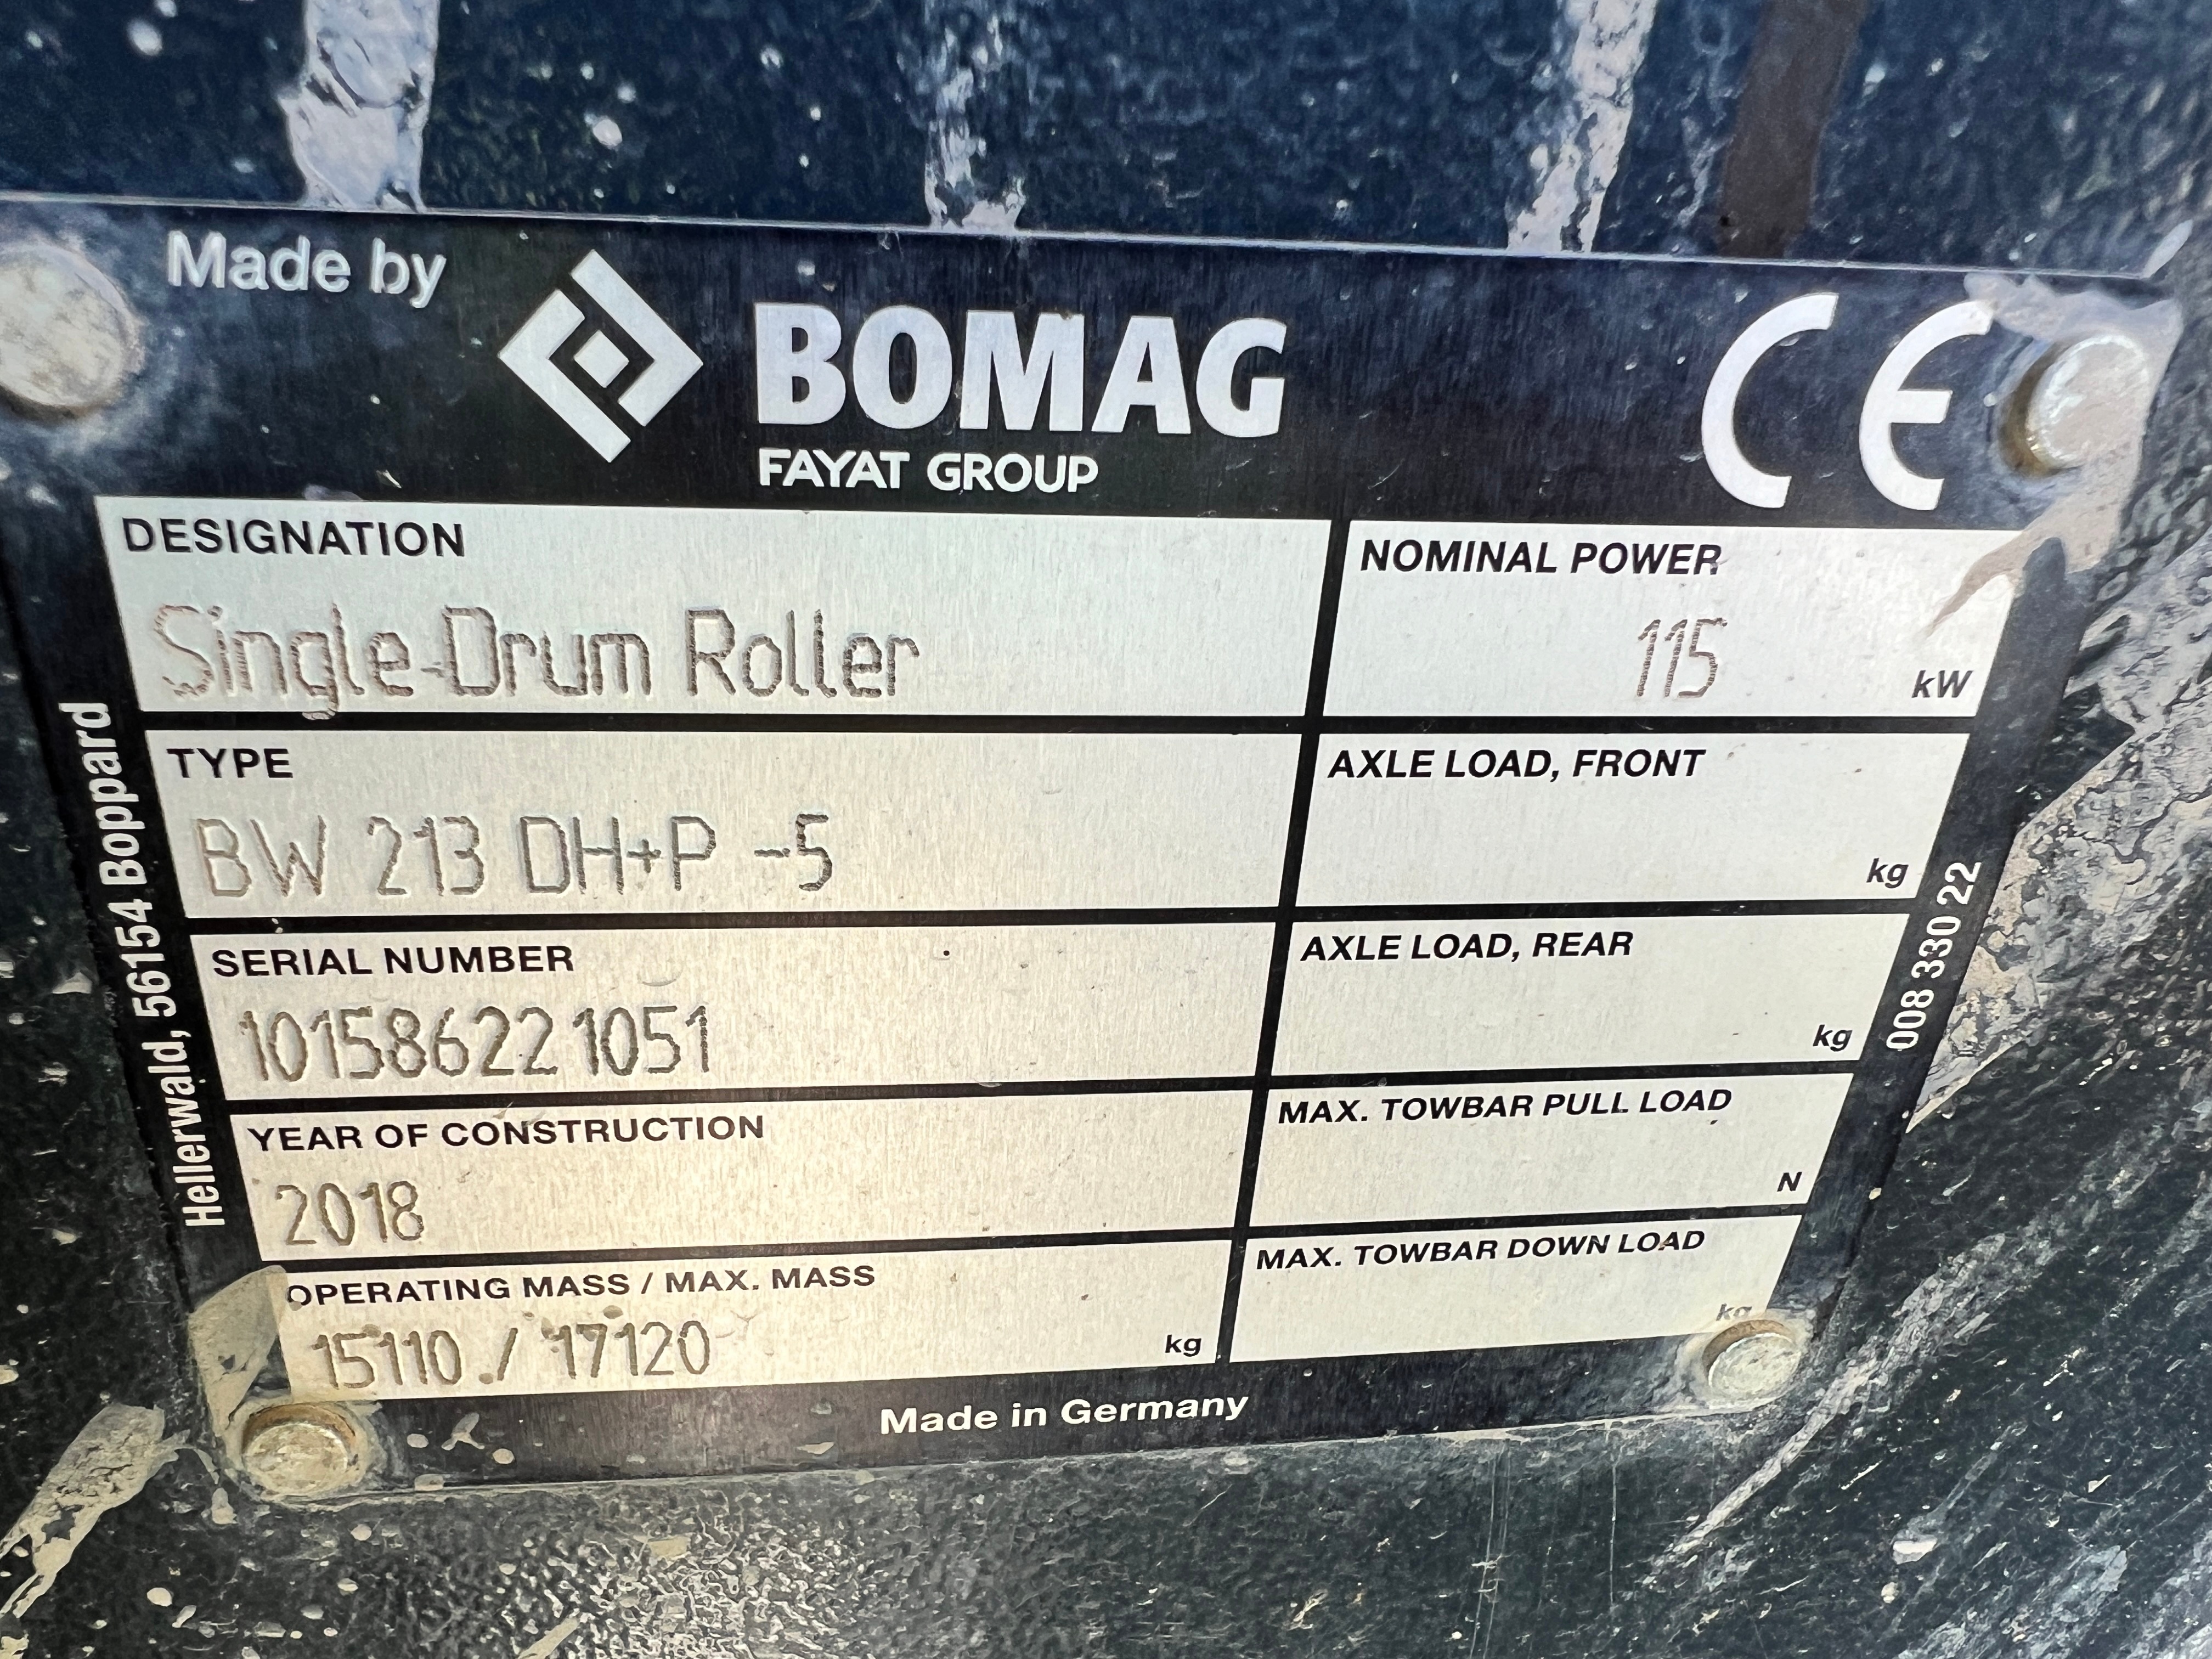 Made by
BOMAG
FAYAT GROUP
CE
DESIGNATION
Single-Drum Roller
NOMINAL POWER
115
kW
TYPE
BW 213 DH+P -5
AXLE LOAD, FRONT
kg
SERIAL NUMBER
101586221051
AXLE LOAD, REAR
kg
YEAR OF CONSTRUCTION
2018
MAX. TOWBAR PULL LOAD
N
OPERATING MASS / MAX. MASS
15110 / 17120
kg
MAX. TOWBAR DOWN LOAD
kg
Made in Germany
Hellerwald, 56154 Boppard
008 330 22